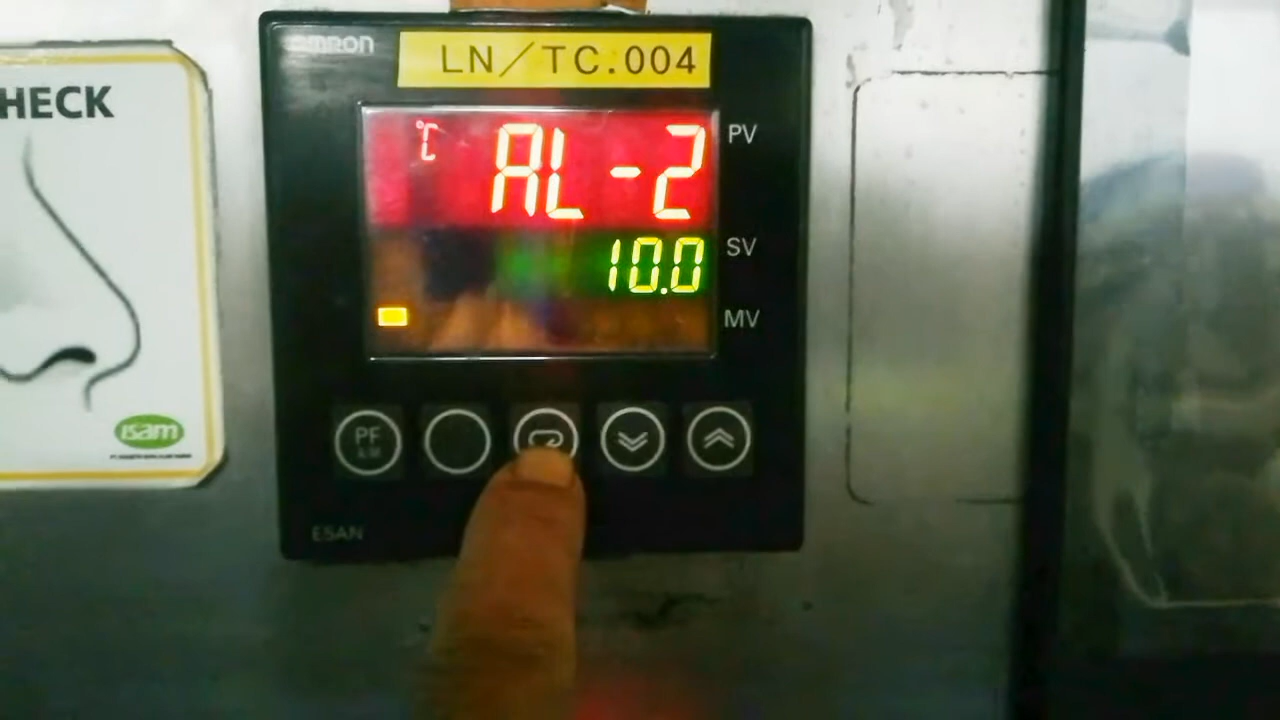 HECK
isam
omron
LN/TC.004
°C AL-2 PV
10.0 SV
MV
PF
E5AN